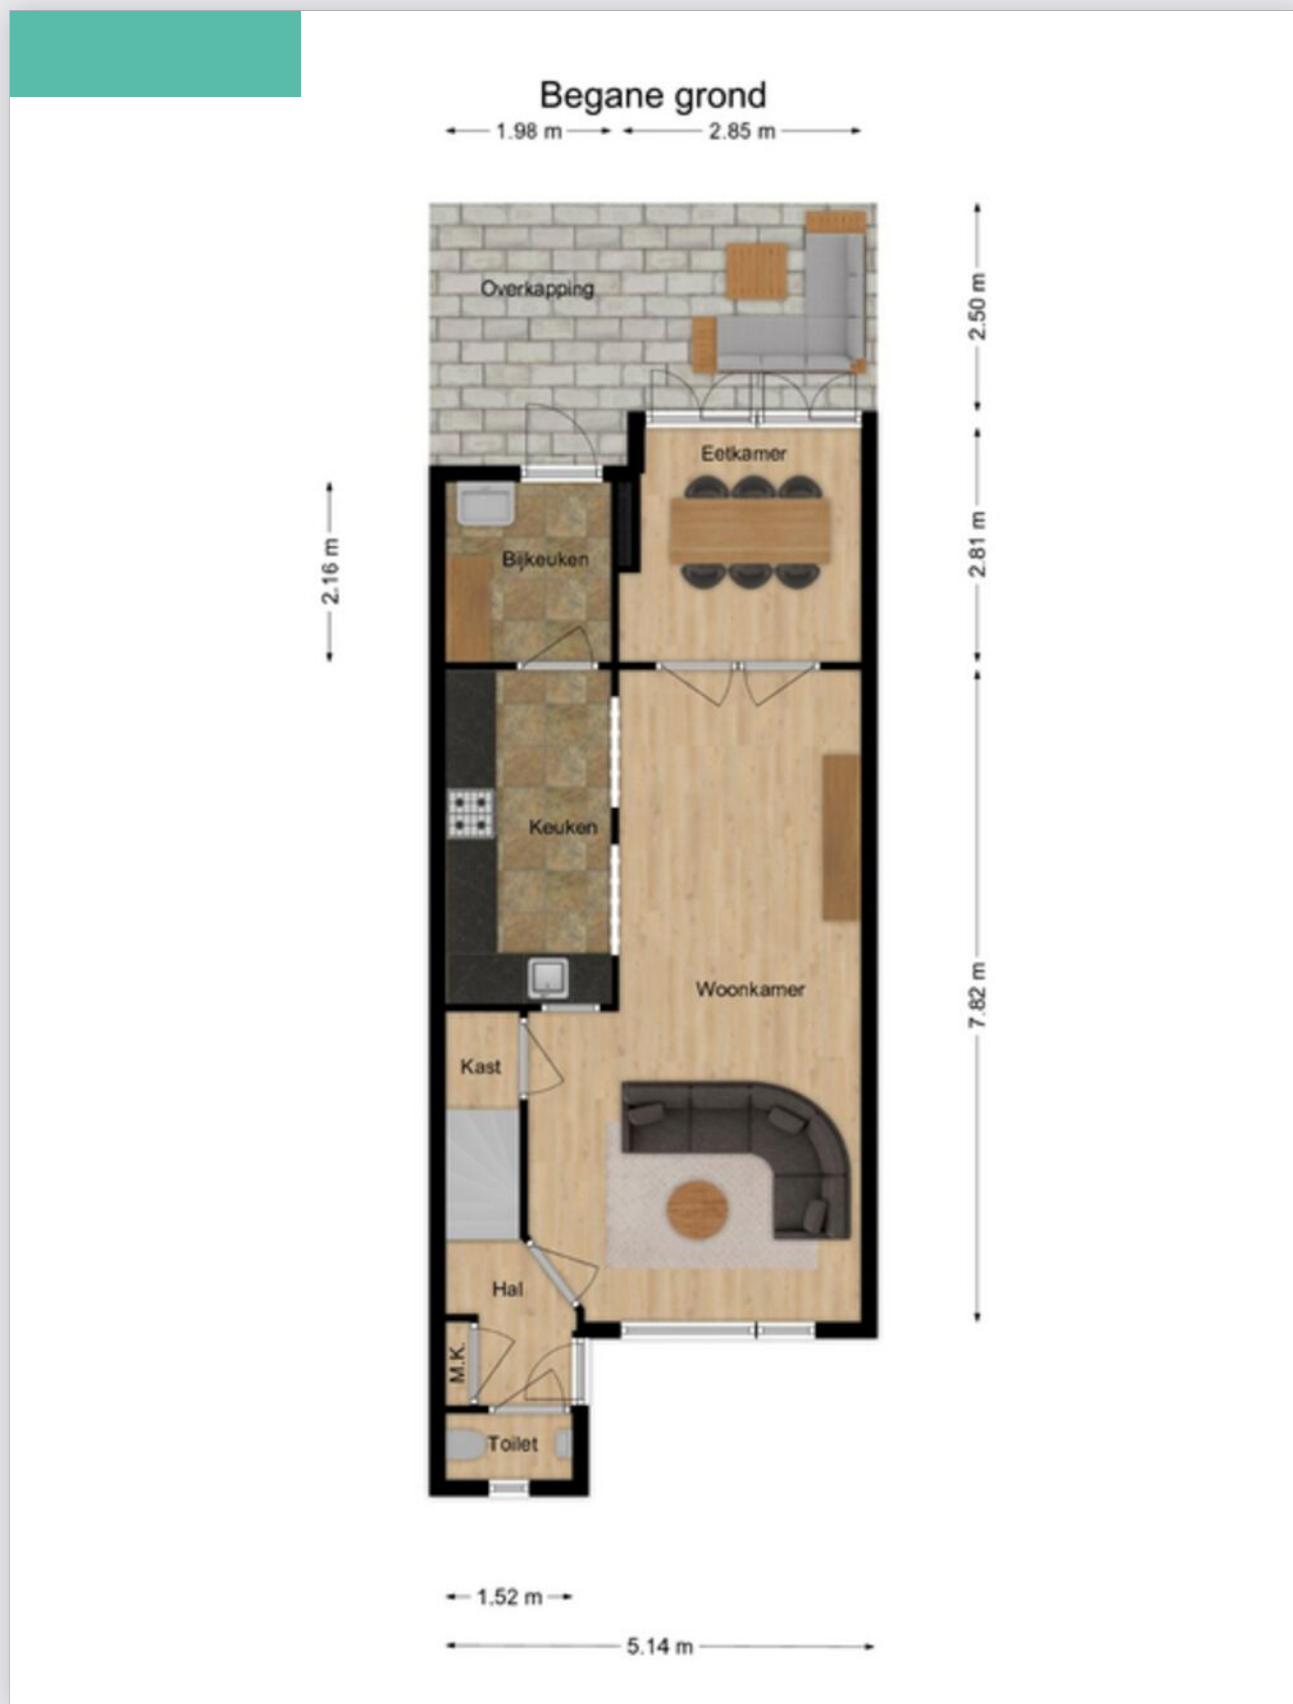 Begane grond
1.98 m
2.85 m
Overkapping
2.50 m
Eetkamer
2.81 m
2.16 m
Bijkeuken
Keuken
7.82 m
Woonkamer
Kast
Hal
M.K.
Toilet
1.52 m
5.14 m